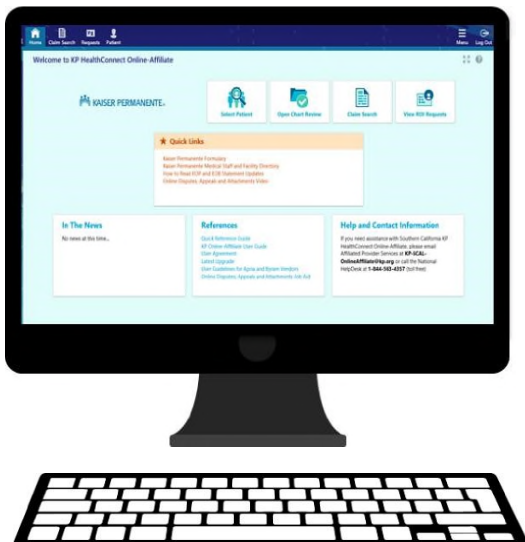 Home Claim Search Requests Patient
Menu Log Out
Welcome to KP HealthConnect Online-Affiliate
KAISER PERMANENTE®
Select Patient
Open Chart Review
Claim Search
View ROI Requests
Quick Links
Kaiser Permanente Formulary
Kaiser Permanente Medical Staff and Facility Directory
How to Read EOP and EOB Statement Updates
Online Disputes, Appeals and Attachments Video
In The News
No news at this time...
References
Quick Reference Guide
KP Online-Affiliate User Guide
User Agreement
Latest Upgrade
User Guidelines for Apria and Byram Vendors
Online Disputes, Appeals and Attachments Job Aid
Help and Contact Information
If you need assistance with Southern California KP
HealthConnect Online-Affiliate, please email
Affiliated Provider Services at KP-SCAL-
OnlineAffiliate@kp.org or call the National
HelpDesk at 1-844-563-4357 (toll free)